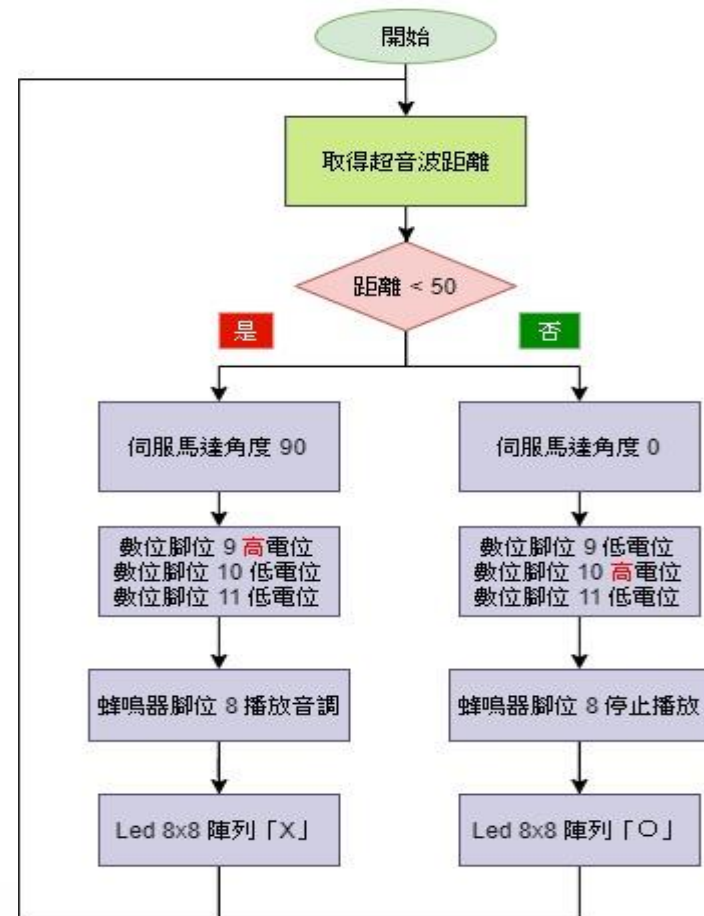 開始
取得超音波距離
距離 < 50
是
否
伺服馬達角度 90
伺服馬達角度 0
數位腳位 9 高電位
數位腳位 10 低電位
數位腳位 11 低電位
數位腳位 9 低電位
數位腳位 10 高電位
數位腳位 11 低電位
蜂鳴器腳位 8 播放音調
蜂鳴器腳位 8 停止播放
Led 8x8 陣列「X」
Led 8x8 陣列「〇」